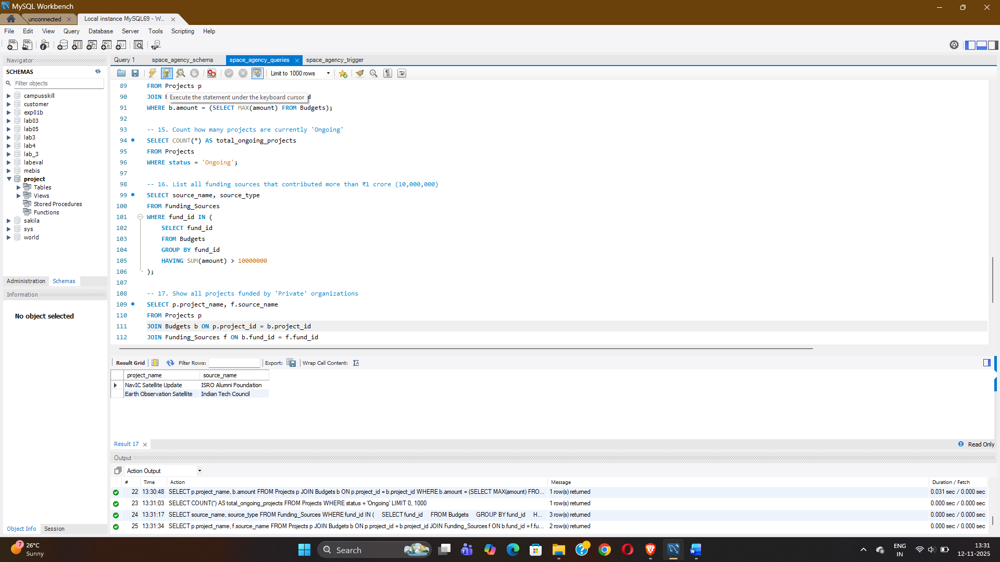 MySQL Workbench
unconnected
Local instance MySQL69 - W...
File Edit View Query Database Server Tools Scripting Help
Navigator
SCHEMAS
Filter objects
campusskill
customer
exp01b
lab03
lab05
lab3
lab4
lab_3
labeval
mebis
project
Tables
Views
Stored Procedures
Functions
sakila
sys
world
Administration Schemas
Information
No object selected
Object Info Session
Query 1 space_agency_schema space_agency_queries space_agency_trigger
Limit to 1000 rows
89 FROM Projects p
90 JOIN
Execute the statement under the keyboard cursor
91 WHERE b.amount = (SELECT MAX(amount) FROM Budgets);
92
93 -- 15. Count how many projects are currently 'Ongoing'
94 SELECT COUNT(*) AS total_ongoing_projects
95 FROM Projects
96 WHERE status = 'Ongoing';
97
98 -- 16. List all funding sources that contributed more than ₹1 crore (10,000,000)
99 SELECT source_name, source_type
100 FROM Funding_Sources
101 WHERE fund_id IN (
102 SELECT fund_id
103 FROM Budgets
104 GROUP BY fund_id
105 HAVING SUM(amount) > 10000000
106 );
107
108 -- 17. Show all projects funded by 'Private' organizations
109 SELECT p.project_name, f.source_name
110 FROM Projects p
111 JOIN Budgets b ON p.project_id = b.project_id
112 JOIN Funding_Sources f ON b.fund_id = f.fund_id
Result Grid Filter Rows: Export: Wrap Cell Content:
project_name source_name
NavIC Satellite Update ISRO Alumni Foundation
Earth Observation Satellite Indian Tech Council
Result 17 Read Only
Output
Action Output
# Time Action Message Duration / Fetch
22 13:30:48 SELECT p.project_name, b.amount FROM Projects p JOIN Budgets b ON p.project_id = b.project_id WHERE b.amount = (SELECT MAX(amount) FRO... 1 row(s) returned 0.031 sec / 0.000 sec
23 13:31:03 SELECT COUNT(*) AS total_ongoing_projects FROM Projects WHERE status = 'Ongoing' LIMIT 0, 1000 1 row(s) returned 0.000 sec / 0.000 sec
24 13:31:17 SELECT source_name, source_type FROM Funding_Sources WHERE fund_id IN ( SELECT fund_id FROM Budgets GROUP BY fund_id H... 3 row(s) returned 0.000 sec / 0.000 sec
25 13:31:34 SELECT p.project_name, f.source_name FROM Projects p JOIN Budgets b ON p.project_id = b.project_id JOIN Funding_Sources f ON b.fund_id = f.fu... 2 row(s) returned 0.000 sec / 0.000 sec
7
26°C
Sunny
Search
ENG
IN
13:31
12-11-2025